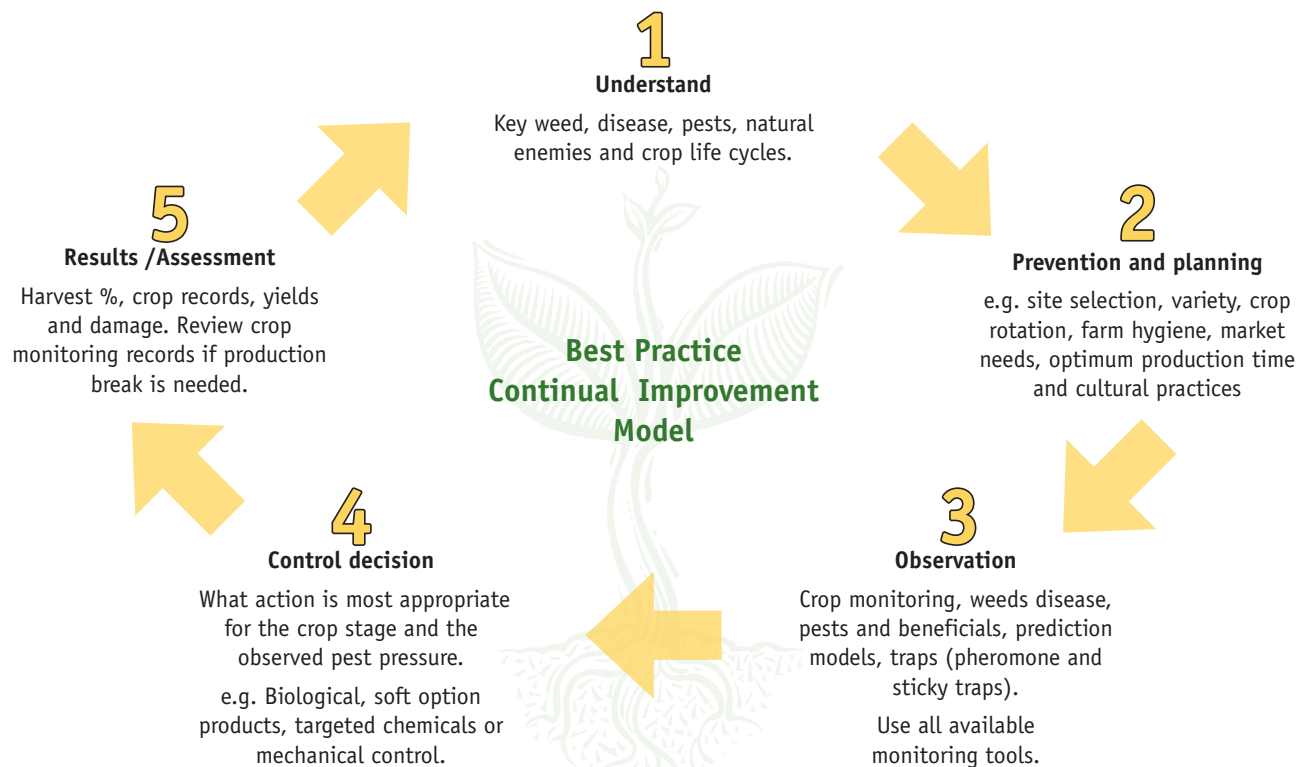 1
Understand
Key weed, disease, pests, natural
enemies and crop life cycles.
2
Prevention and planning
e.g. site selection, variety, crop
rotation, farm hygiene, market
needs, optimum production time
and cultural practices
3
Observation
Crop monitoring, weeds disease,
pests and beneficials, prediction
models, traps (pheromone and
sticky traps).
Use all available
monitoring tools.
4
Control decision
What action is most appropriate
for the crop stage and the
observed pest pressure.
e.g. Biological, soft option
products, targeted chemicals or
mechanical control.
5
Results /Assessment
Harvest %, crop records, yields
and damage. Review crop
monitoring records if production
break is needed.
Best Practice
Continual Improvement
Model